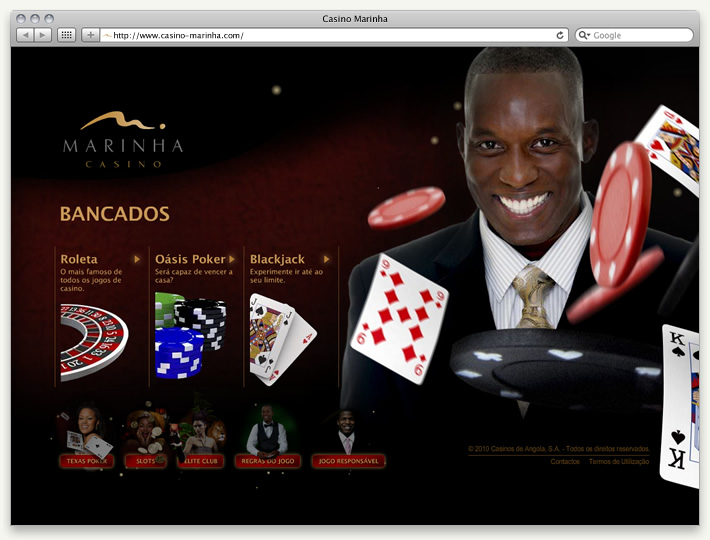 Casino Marinha
http://www.casino-marinha.com/
Google
MARINHA
CASINO
BANCADOS
Roleta
O mais famoso de
todos os jogos de
casino.
Oásis Poker
Será capaz de vencer a
casa?
Blackjack
Experimente ir até ao
seu limite.
TEXAS POKER
SLOTS
ELITE CLUB
REGRAS DO JOGO
JOGO RESPONSÁVEL
© 2010 Casinos de Angola, S.A. - Todos os direitos reservados.
Contactos Termos de Utilização
J
J
9
9
K
K